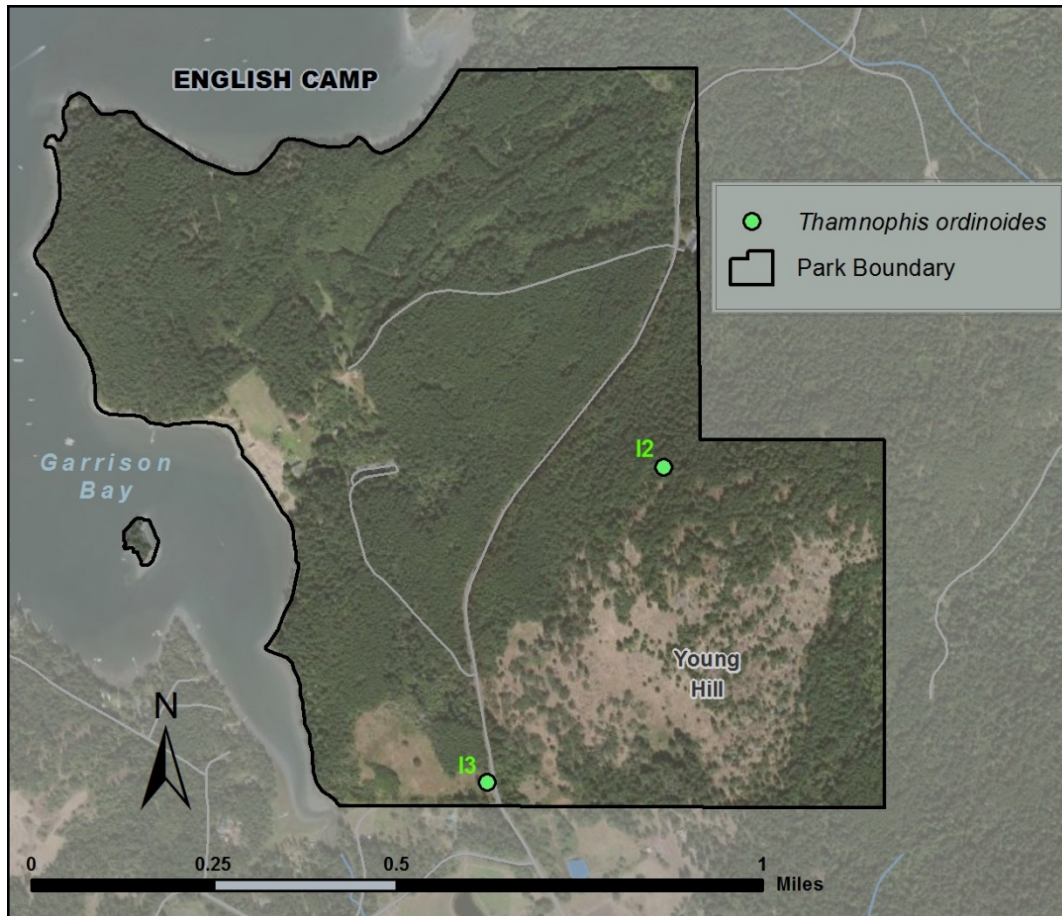 ENGLISH CAMP
Thamnophis ordinoides
Park Boundary
I2
Garrison
Bay
Young
Hill
N
I3
0
0.25
0.5
1
Miles